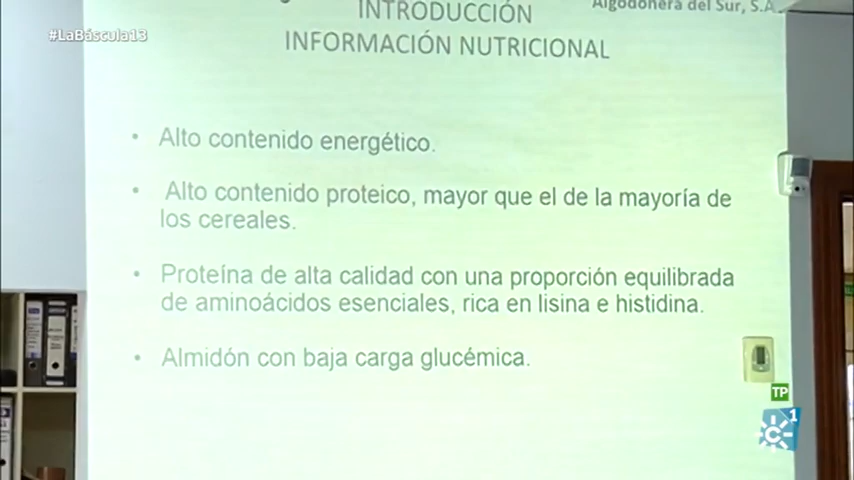 Algodonera del Sur, S.A.
INTRODUCCIÓN
#LaBáscula13
INFORMACIÓN NUTRICIONAL
• Alto contenido energético.
• Alto contenido proteico, mayor que el de la mayoría de
los cereales.
• Proteína de alta calidad con una proporción equilibrada
de aminoácidos esenciales, rica en lisina e histidina.
• Almidón con baja carga glucémica.
TP
1